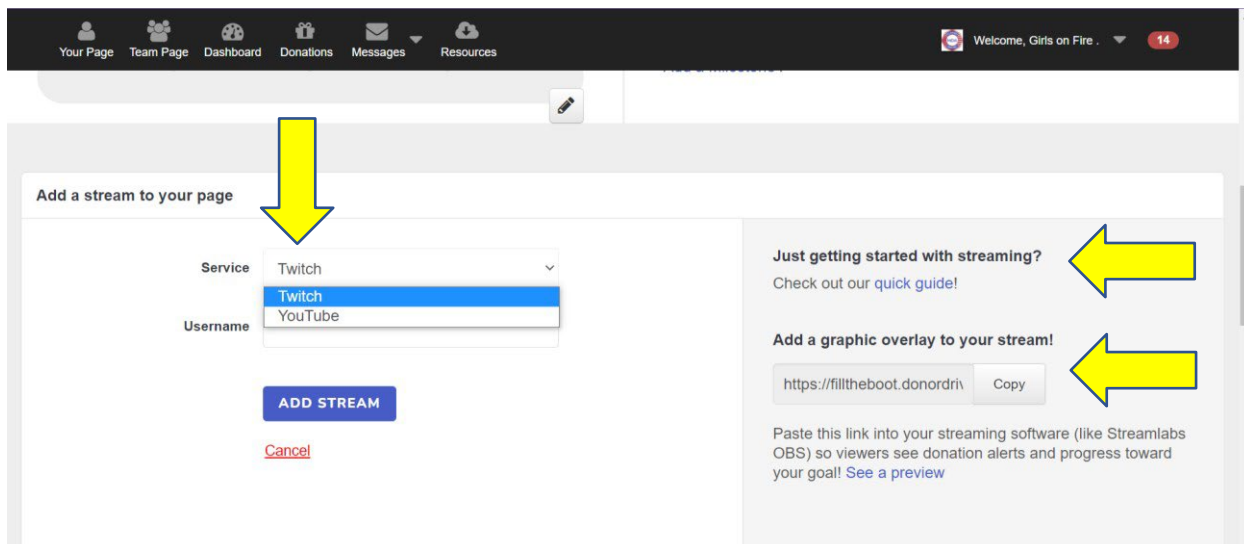 Your Page Team Page Dashboard Donations Messages Resources
Welcome, Girls on Fire . 14
Add a stream to your page
Service Twitch
Twitch
YouTube
Username
ADD STREAM
Cancel
Just getting started with streaming?
Check out our quick guide!
Add a graphic overlay to your stream!
https://filltheboot.donordriv Copy
Paste this link into your streaming software (like Streamlabs
OBS) so viewers see donation alerts and progress toward
your goal! See a preview